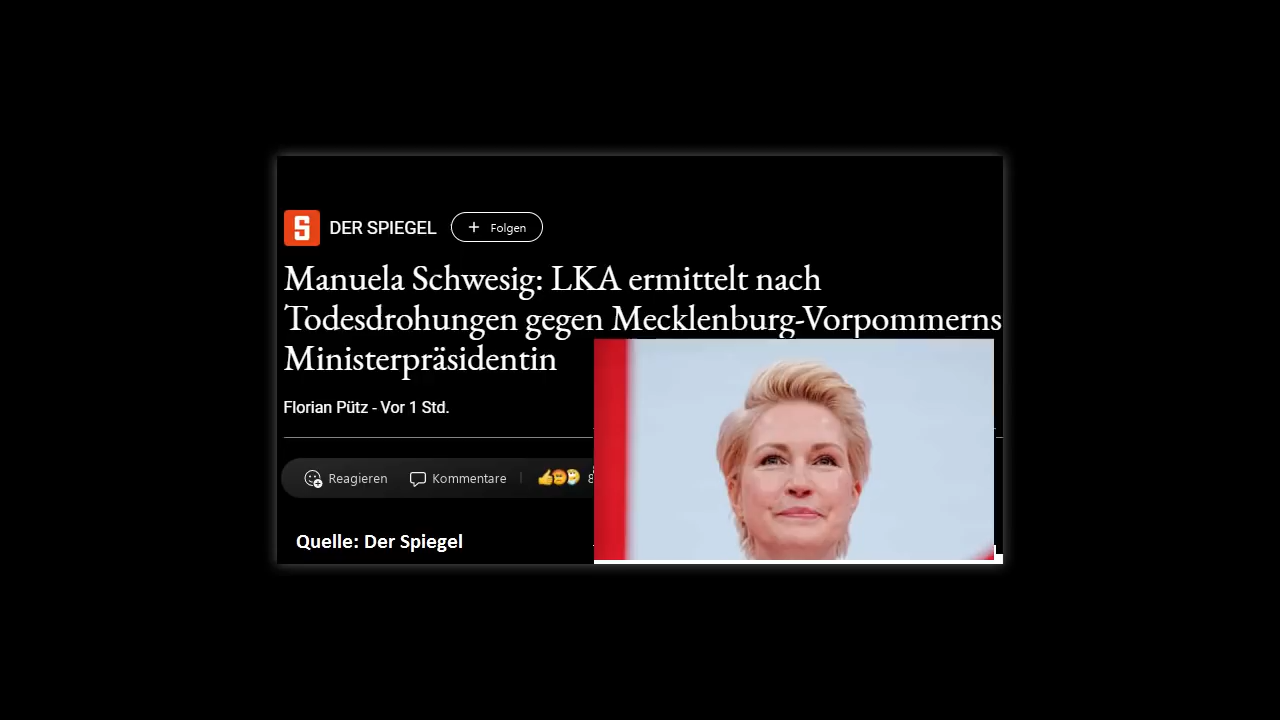 DER SPIEGEL
Folgen
Manuela Schwesig: LKA ermittelt nach
Todesdrohungen gegen Mecklenburg-Vorpommerns
Ministerpräsidentin
Florian Pütz - Vor 1 Std.
Reagieren
Kommentare
Quelle: Der Spiegel